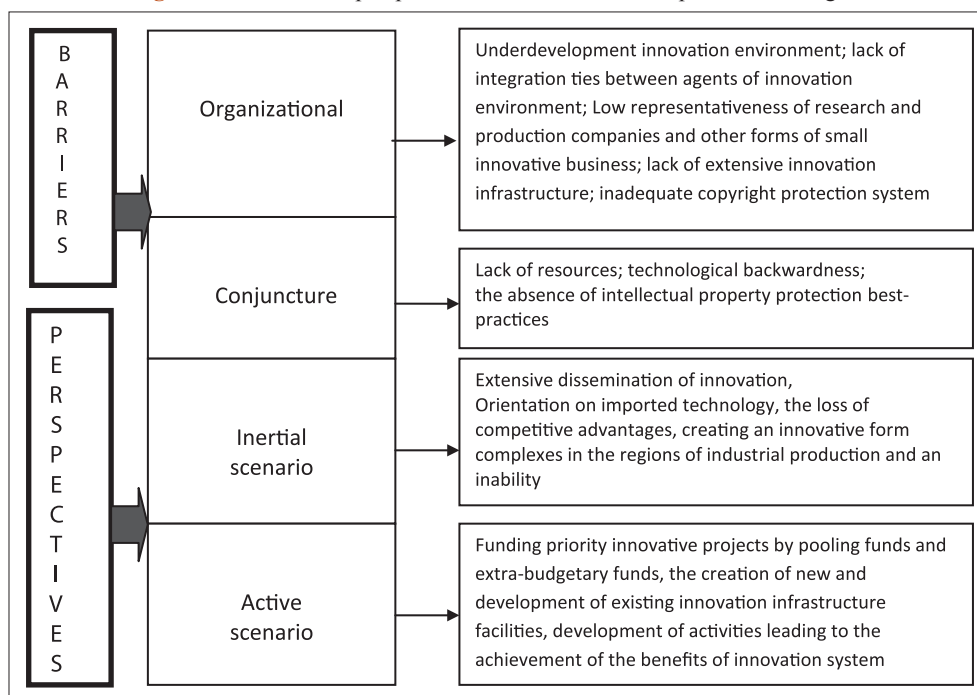 BARRIERS
Organizational
Underdevelopment innovation environment; lack of
integration ties between agents of innovation
environment; Low representativeness of research and
production companies and other forms of small
innovative business; lack of extensive innovation
infrastructure; inadequate copyright protection system
Conjuncture
Lack of resources; technological backwardness;
the absence of intellectual property protection best-
practices
PERSPECTIVES
Inertial
scenario
Extensive dissemination of innovation,
Orientation on imported technology, the loss of
competitive advantages, creating an innovative form
complexes in the regions of industrial production and an
inability
Active
scenario
Funding priority innovative projects by pooling funds and
extra-budgetary funds, the creation of new and
development of existing innovation infrastructure
facilities, development of activities leading to the
achievement of the benefits of innovation system